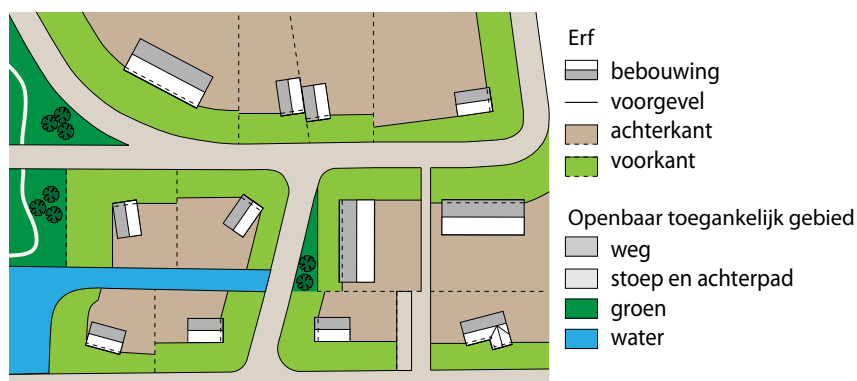 Erf
bebouwing
voorgevel
achterkant
voorkant
Openbaar toegankelijk gebied
weg
stoep en achterpad
groen
water